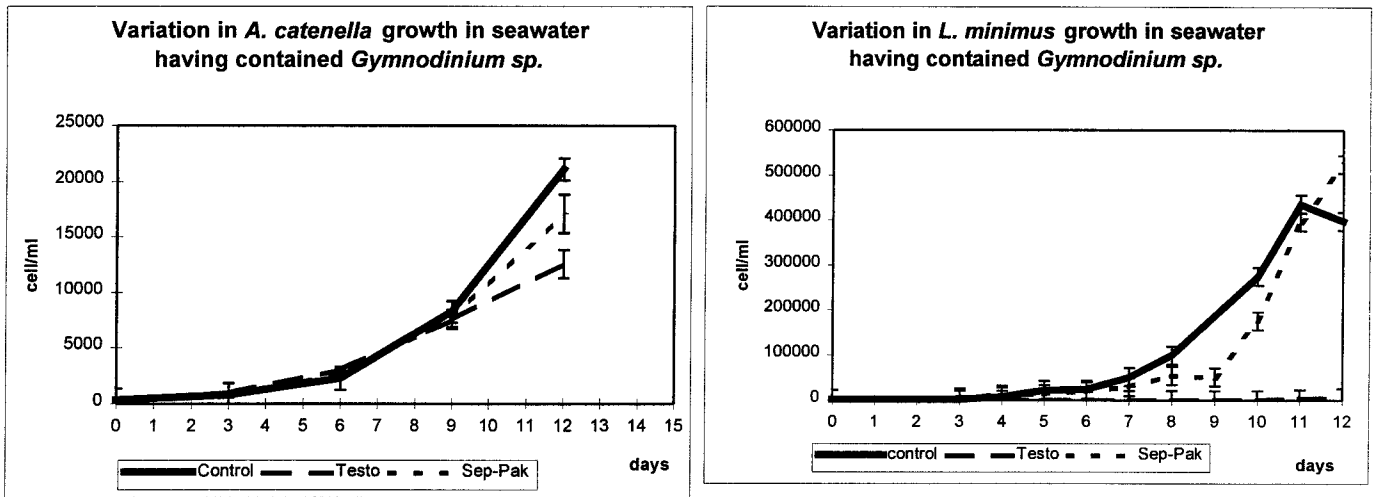 Variation in A. catenella growth in seawater
having contained Gymnodinium sp.
25000
20000
15000
10000
5000
0
cell/ml
0 1 2 3 4 5 6 7 8 9 10 11 12 13 14 15
Control Testo Sep-Pak
days
Variation in L. minimus growth in seawater
having contained Gymnodinium sp.
600000
500000
400000
300000
200000
100000
0
cell/ml
0 1 2 3 4 5 6 7 8 9 10 11 12
control Testo Sep-Pak
days